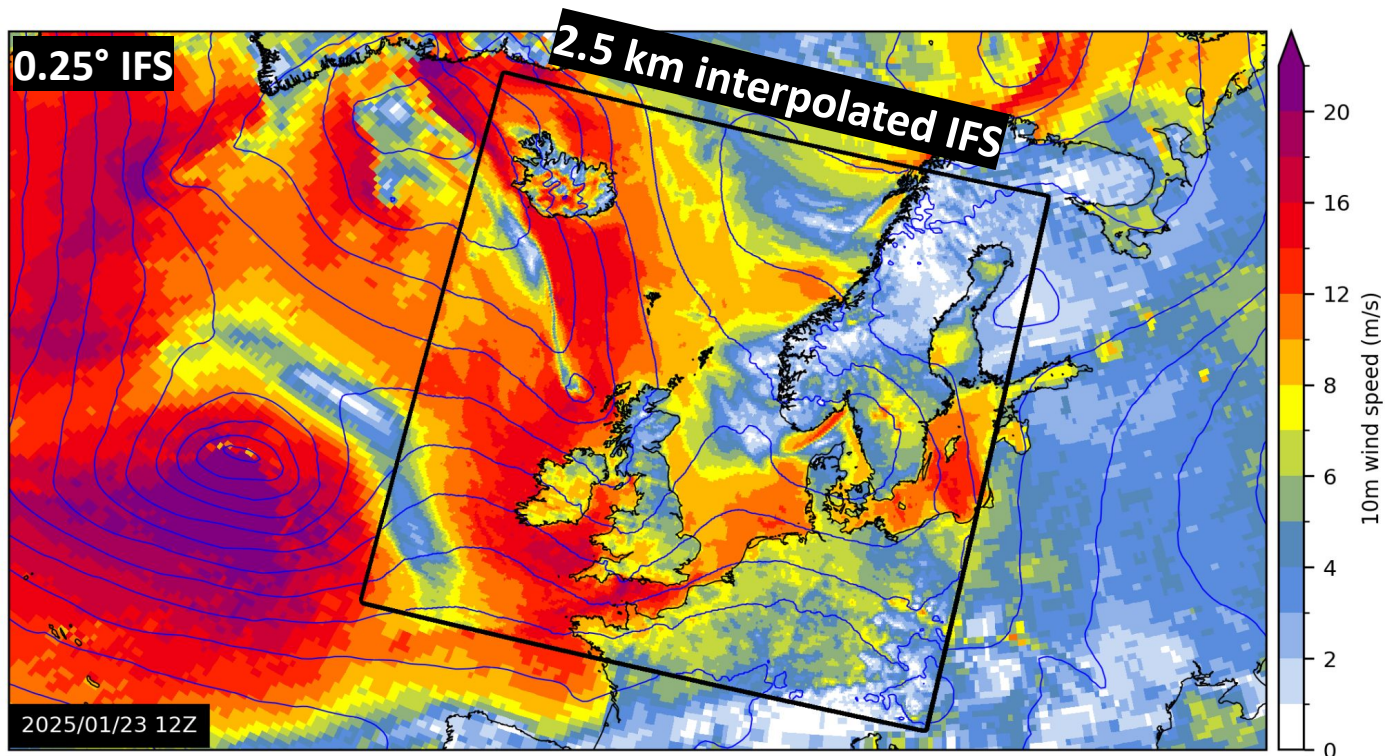 0.25° IFS
2.5 km interpolated IFS
2025/01/23 12Z
20
16
12
8
6
4
2
0
10m wind speed (m/s)